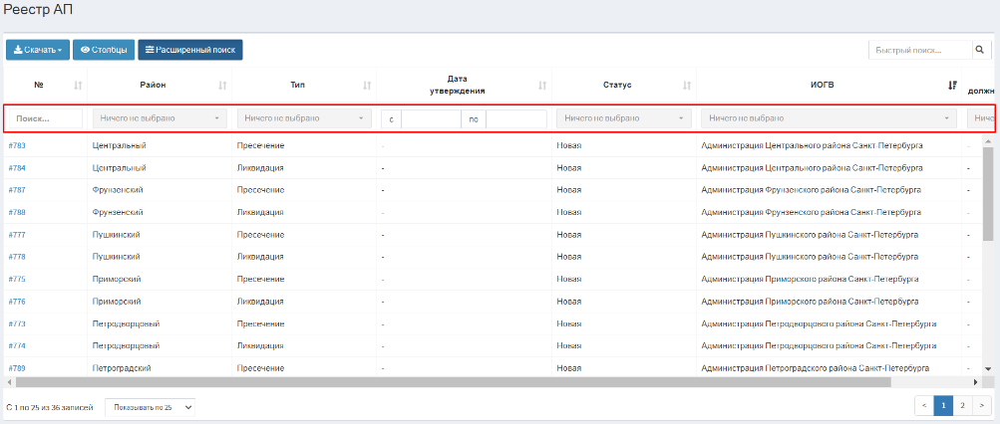 Реестр АП
Скачать Столбцы Расширенный поиск Быстрый поиск...
№ Район Тип Дата утверждения Статус ИОГВ должн
Поиск... Ничего не выбрано Ничего не выбрано с по Ничего не выбрано Ничего не выбрано Ниче
#783 Центральный Пресечение - Новая Администрация Центрального района Санкт-Петербурга -
#784 Центральный Ликвидация - Новая Администрация Центрального района Санкт-Петербурга -
#787 Фрунзенский Пресечение - Новая Администрация Фрунзенского района Санкт-Петербурга -
#788 Фрунзенский Ликвидация - Новая Администрация Фрунзенского района Санкт-Петербурга -
#777 Пушкинский Пресечение - Новая Администрация Пушкинского района Санкт-Петербурга -
#778 Пушкинский Ликвидация - Новая Администрация Пушкинского района Санкт-Петербурга -
#775 Приморский Пресечение - Новая Администрация Приморского района Санкт-Петербурга -
#776 Приморский Ликвидация - Новая Администрация Приморского района Санкт-Петербурга -
#773 Петродворцовый Пресечение - Новая Администрация Петродворцового района Санкт-Петербурга -
#774 Петродворцовый Ликвидация - Новая Администрация Петродворцового района Санкт-Петербурга -
#789 Петроградский Пресечение - Новая Администрация Петроградского района Санкт-Петербурга -
С 1 по 25 из 36 записей Показывать по 25 < 1 2 >